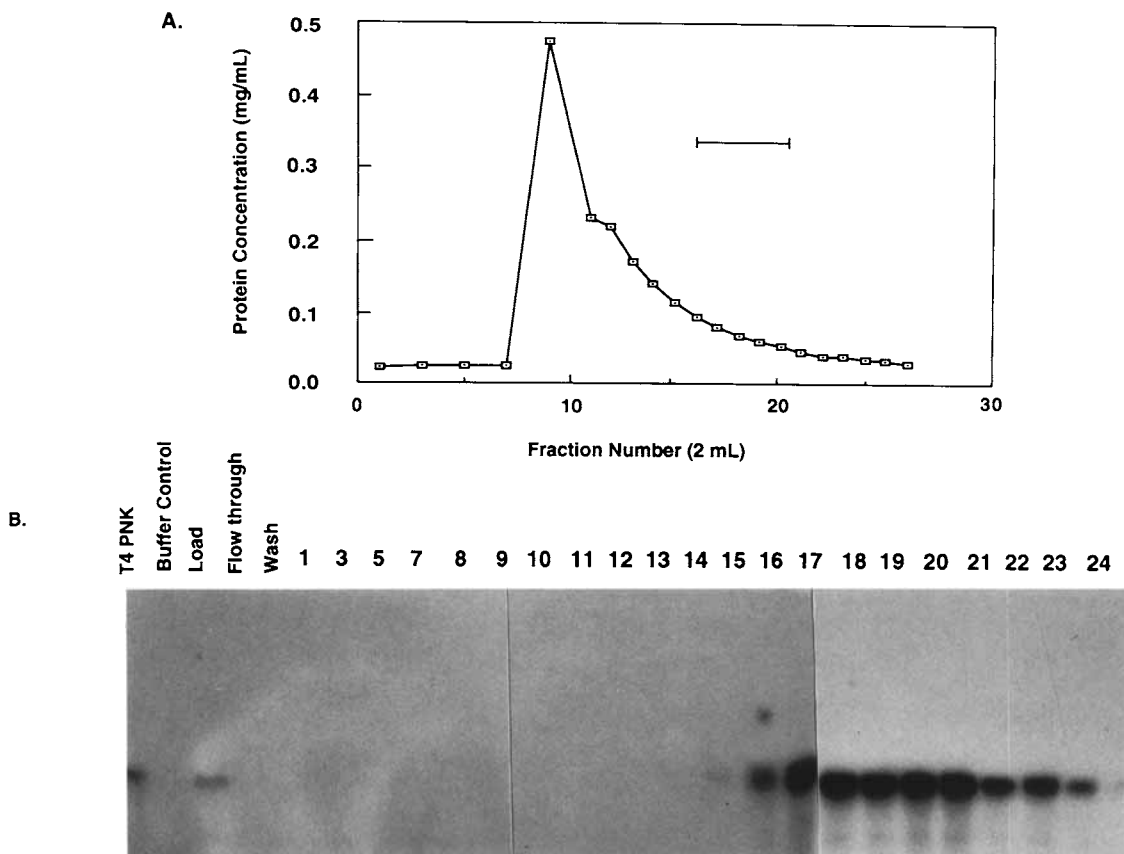 A.
Protein Concentration (mg/mL)
0.5
0.4
0.3
0.2
0.1
0.0
0 10 20 30
Fraction Number (2 mL)
B.
T4 PNK
Buffer Control
Load
Flow through
Wash
1 3 5 7 8 9 10 11 12 13 14 15 16 17 18 19 20 21 22 23 24